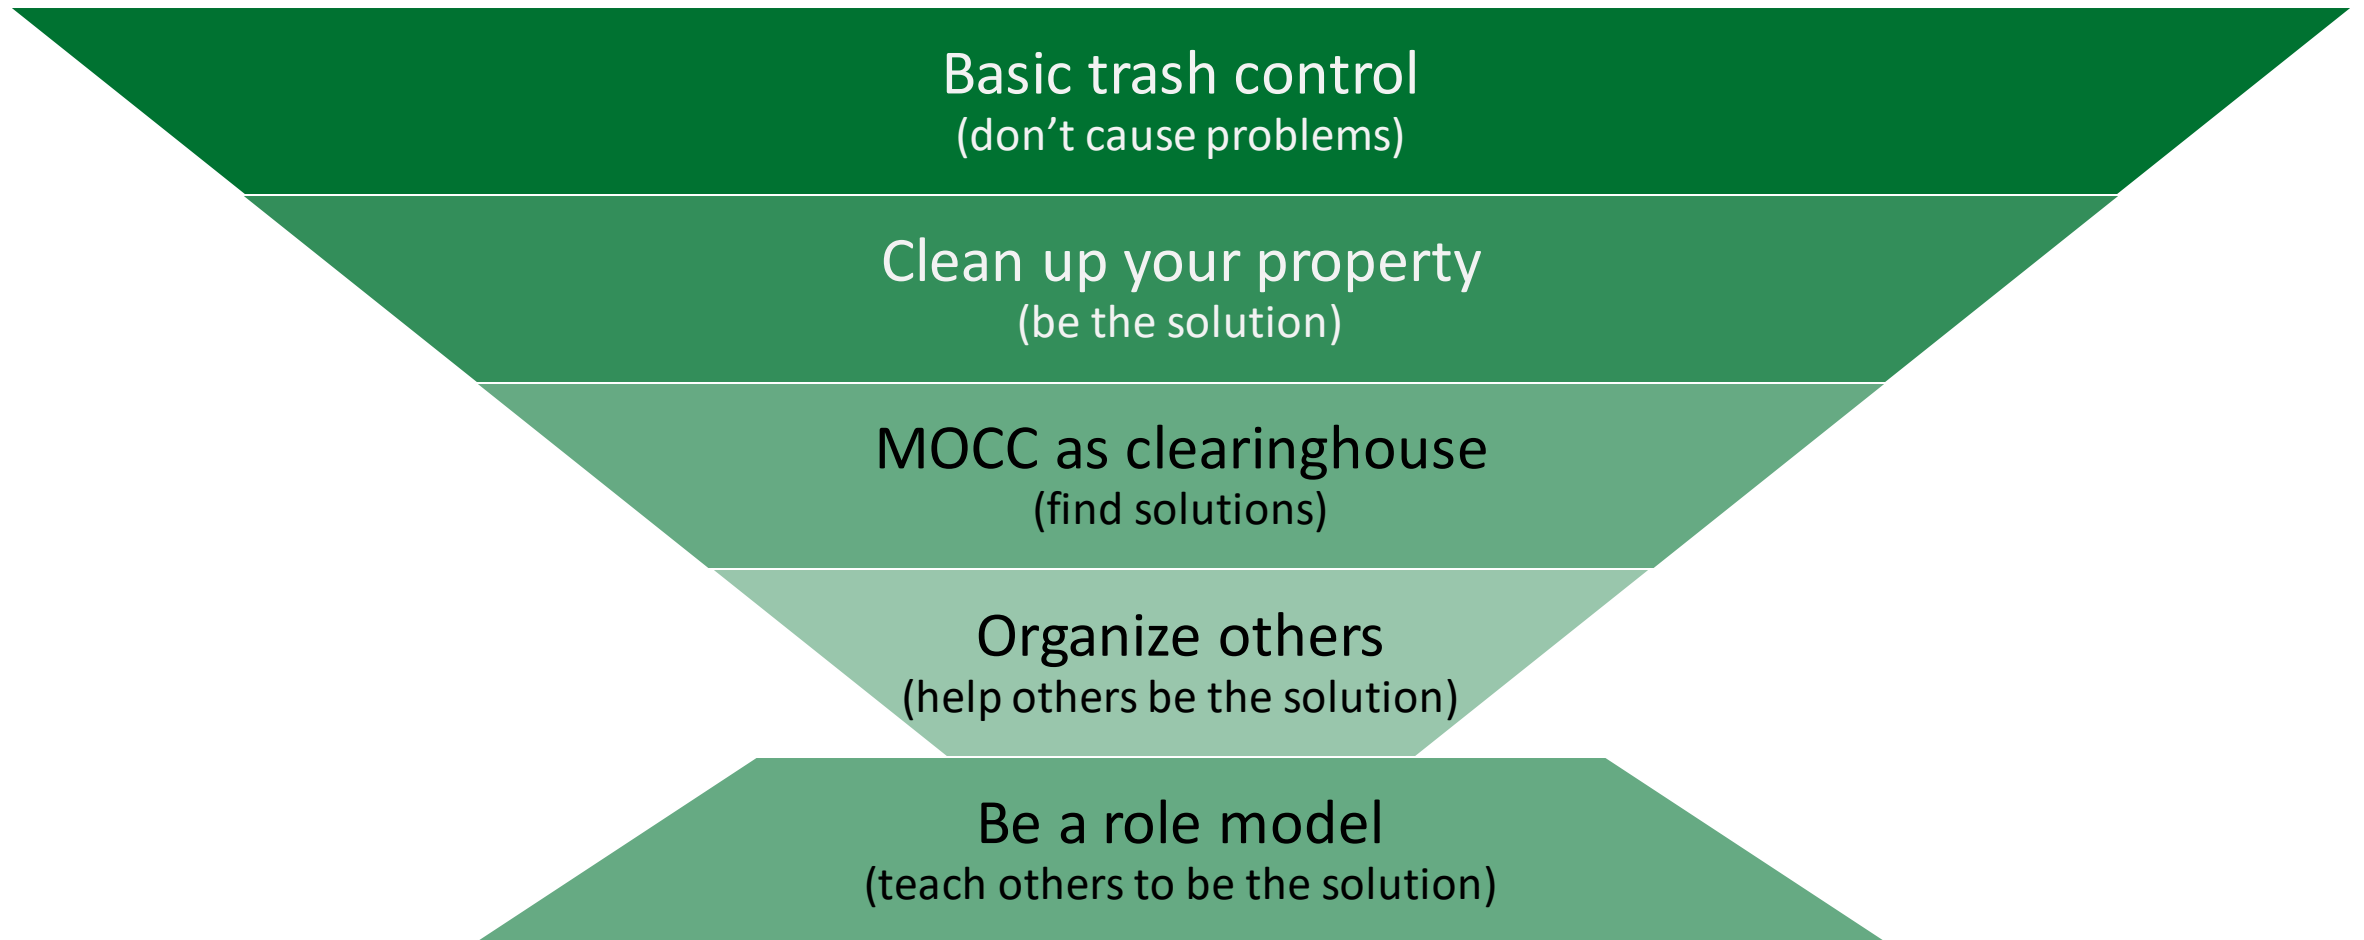 Basic trash control
(don’t cause problems)
Clean up your property
(be the solution)
MOCC as clearinghouse
(find solutions)
Organize others
(help others be the solution)
Be a role model
(teach others to be the solution)